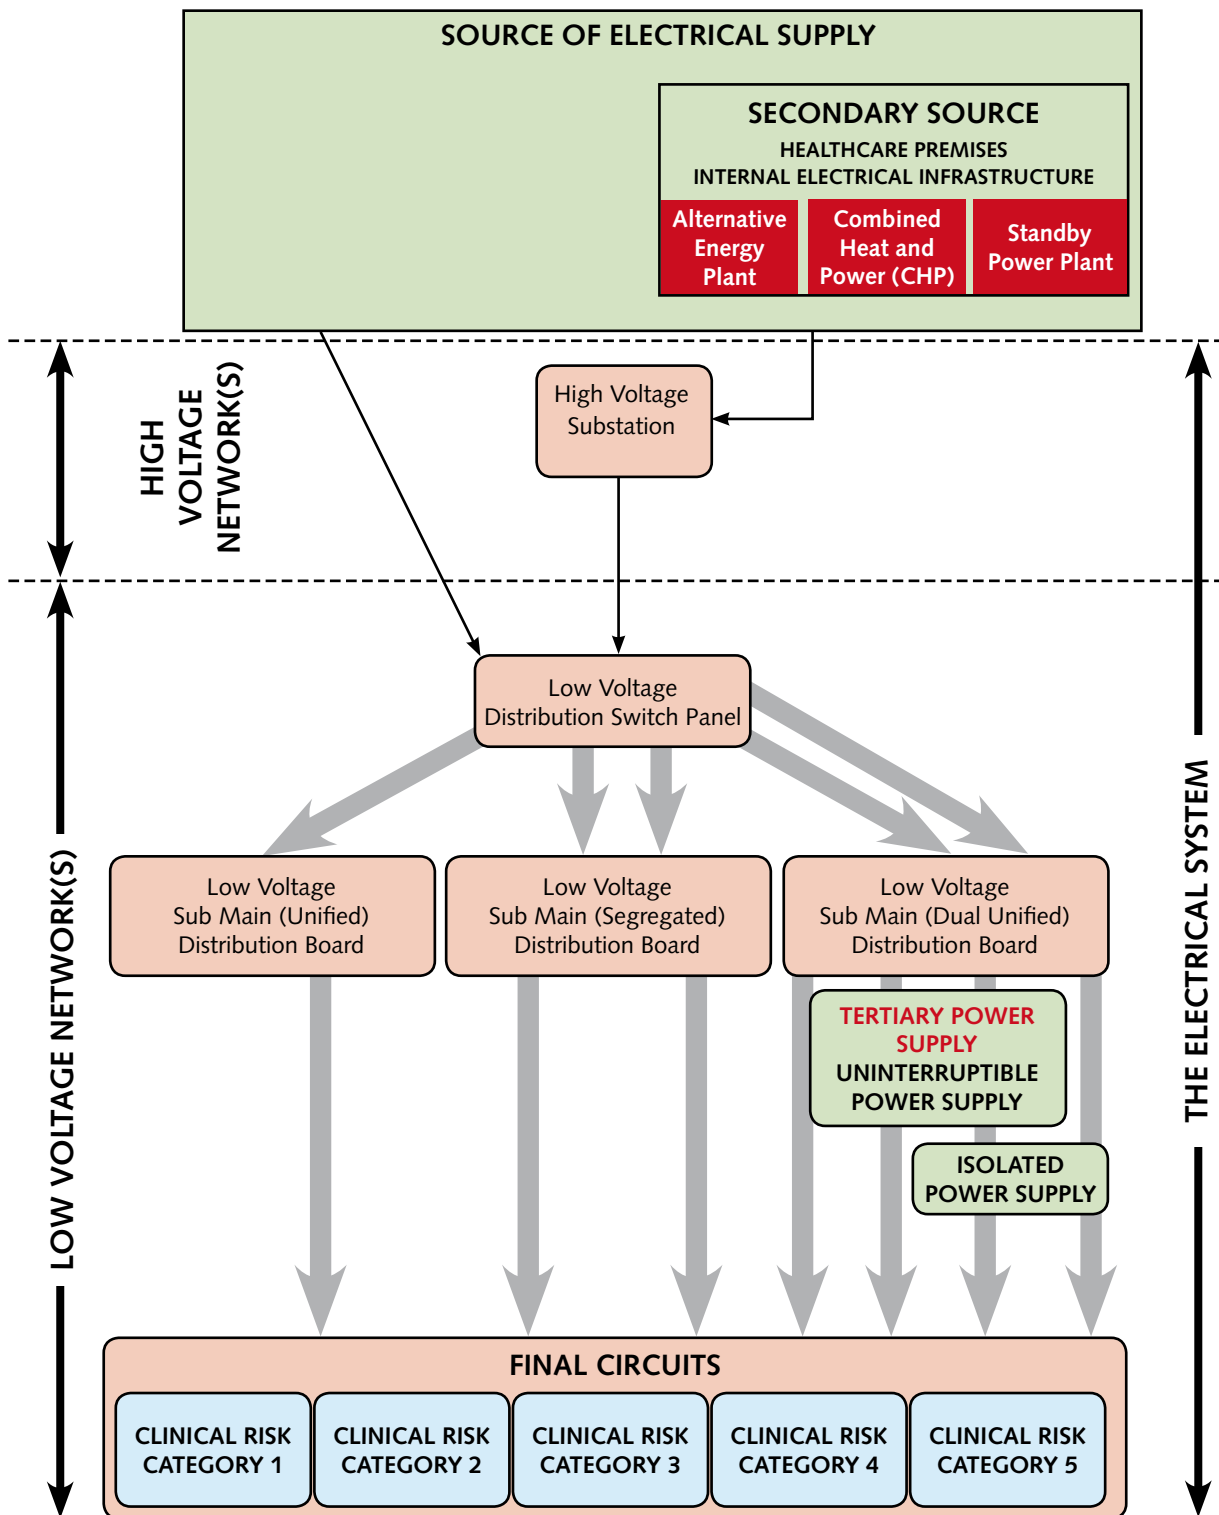 SOURCE OF ELECTRICAL SUPPLY
SECONDARY SOURCE
HEALTHCARE PREMISES
INTERNAL ELECTRICAL INFRASTRUCTURE
Alternative
Energy
Plant
Combined
Heat and
Power (CHP)
Standby
Power Plant
HIGH
VOLTAGE
NETWORK(S)
High Voltage
Substation
Low Voltage
Distribution Switch Panel
LOW VOLTAGE NETWORK(S)
THE ELECTRICAL SYSTEM
Low Voltage
Sub Main (Unified)
Distribution Board
Low Voltage
Sub Main (Segregated)
Distribution Board
Low Voltage
Sub Main (Dual Unified)
Distribution Board
TERTIARY POWER
SUPPLY
UNINTERRUPTIBLE
POWER SUPPLY
ISOLATED
POWER SUPPLY
FINAL CIRCUITS
CLINICAL RISK
CATEGORY 1
CLINICAL RISK
CATEGORY 2
CLINICAL RISK
CATEGORY 3
CLINICAL RISK
CATEGORY 4
CLINICAL RISK
CATEGORY 5